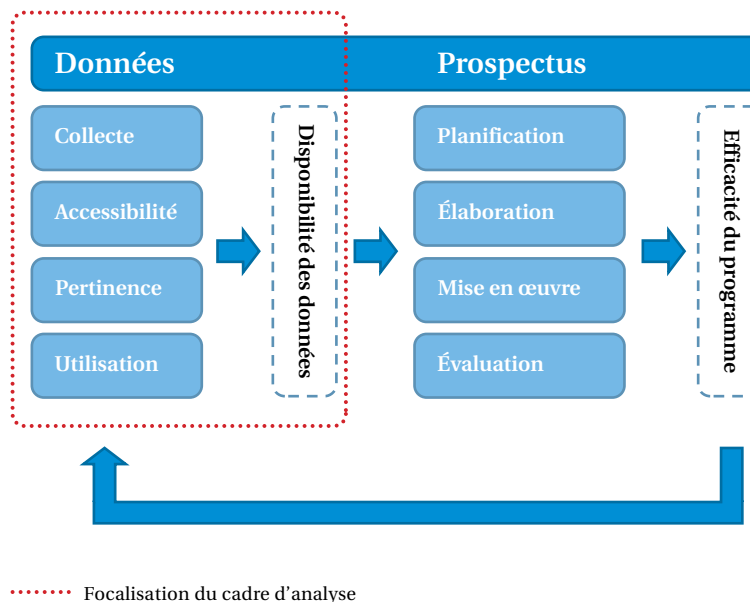 Données
Prospectus
Collecte
Accessibilité
Pertinence
Utilisation
Disponibilité des données
Planification
Élaboration
Mise en œuvre
Évaluation
Efficacité du programme
Focalisation du cadre d’analyse